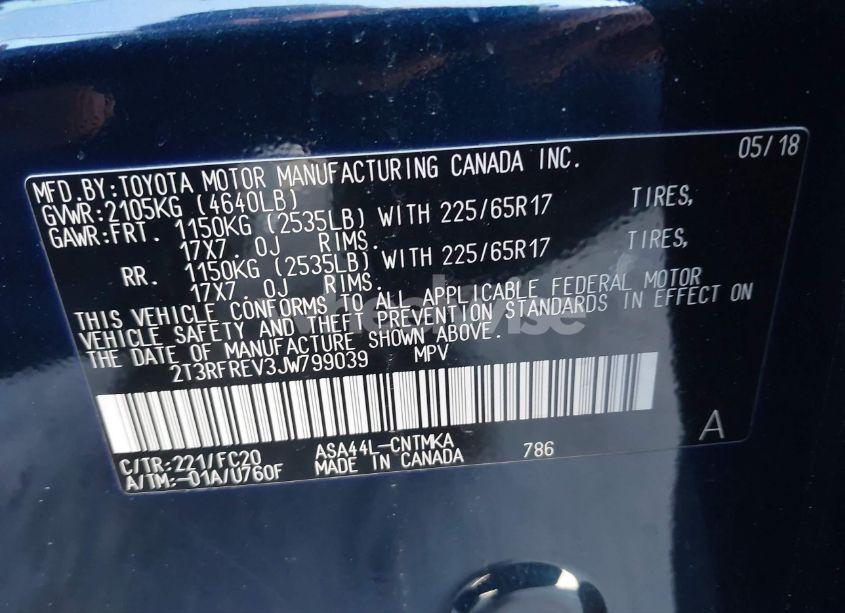 05/18
MFD.BY:TOYOTA MOTOR MANUFACTURING CANADA INC.
GVWR:2105KG (4640LB)
GAWR:FRT. 1150KG (2535LB) WITH 225/65R17 TIRES,
17X7.0J RIMS.
RR. 1150KG (2535LB) WITH 225/65R17 TIRES,
17X7.0J RIMS.
THIS VEHICLE CONFORMS TO ALL APPLICABLE FEDERAL MOTOR
VEHICLE SAFETY AND THEFT PREVENTION STANDARDS IN EFFECT ON
THE DATE OF MANUFACTURE SHOWN ABOVE.
2T3RFREV3JW799039 MPV
C/TR:221/FC20 ASA44L-CNTMKA 786 A
A/TM:-01A/U760F MADE IN CANADA